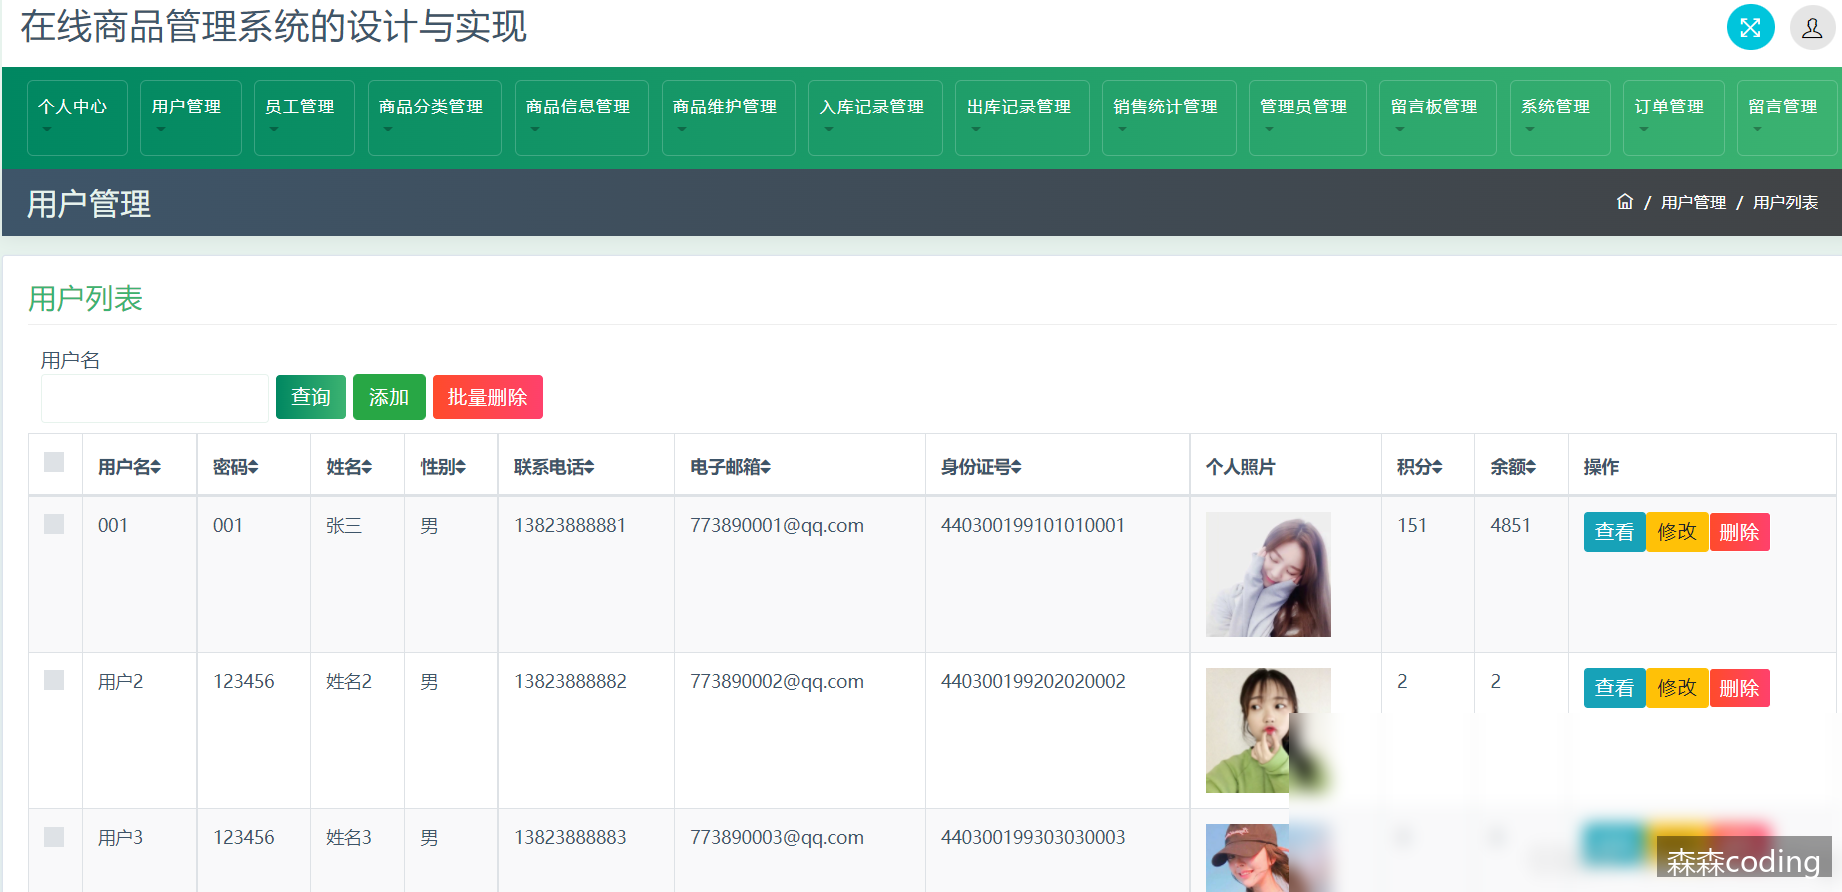 在线商品管理系统的设计与实现
个人中心 用户管理 员工管理 商品分类管理 商品信息管理 商品维护管理 入库记录管理 出库记录管理 销售统计管理 管理员管理 留言板管理 系统管理 订单管理 留言管理
用户管理 / 用户管理 / 用户列表
用户列表
用户名
查询 添加 批量删除
用户名 密码 姓名 性别 联系电话 电子邮箱 身份证号 个人照片 积分 余额 操作
001 001 张三 男 13823888881 773890001@qq.com 440300199101010001 151 4851 查看 修改 删除
用户2 123456 姓名2 男 13823888882 773890002@qq.com 440300199202020002 2 2 查看 修改 删除
用户3 123456 姓名3 男 13823888883 773890003@qq.com 440300199303030003
森森coding